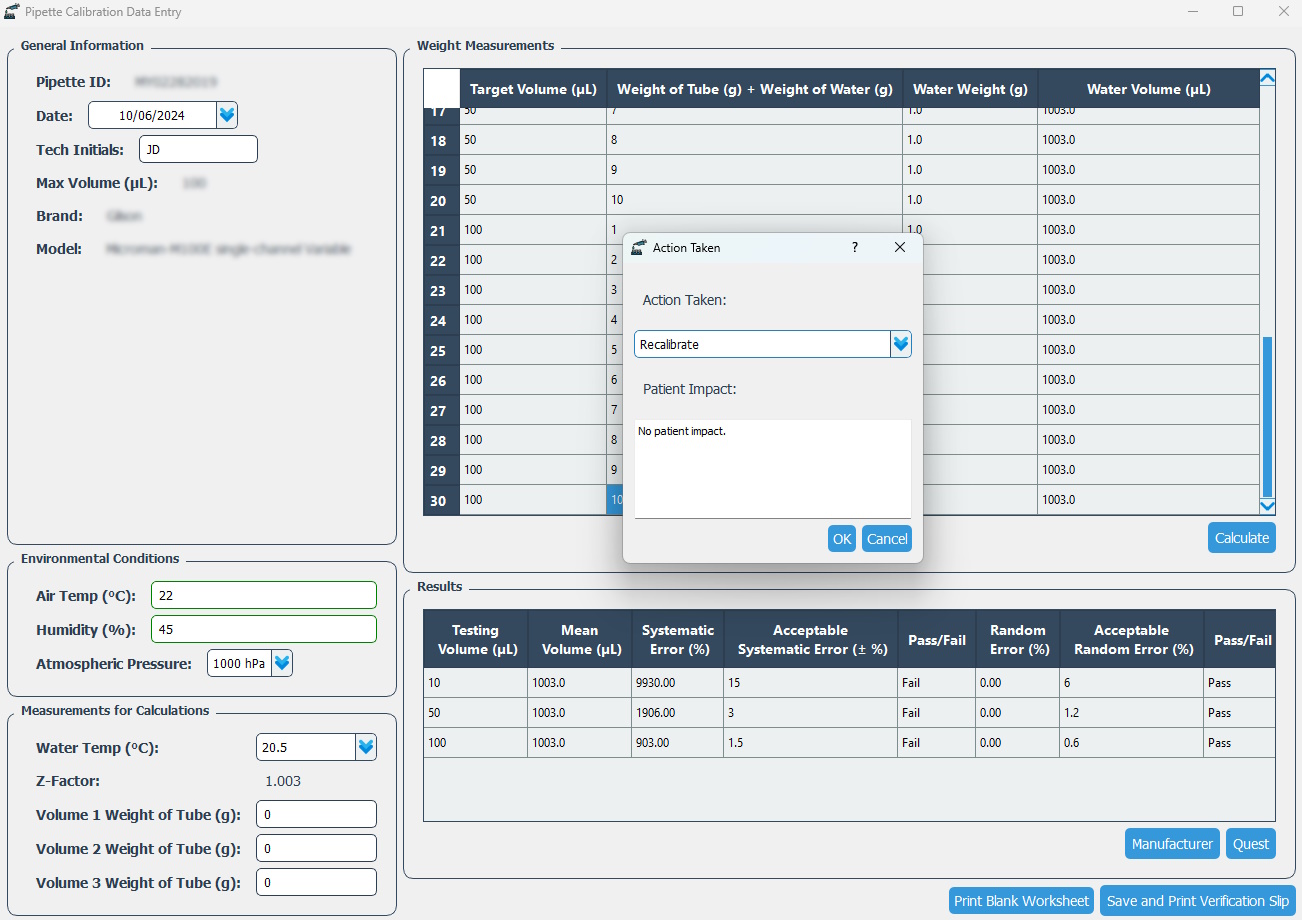 Pipette Calibration Data Entry
General Information
Pipette ID:
Date: 10/06/2024
Tech Initials: JD
Max Volume (µL): 100
Brand:
Model:
Environmental Conditions
Air Temp (ºC): 22
Humidity (%): 45
Atmospheric Pressure: 1000 hPa
Measurements for Calculations
Water Temp (ºC): 20.5
Z-Factor: 1.003
Volume 1 Weight of Tube (g): 0
Volume 2 Weight of Tube (g): 0
Volume 3 Weight of Tube (g): 0
Weight Measurements
Target Volume (µL) Weight of Tube (g) + Weight of Water (g) Water Weight (g) Water Volume (µL)
17 50 7 1.0 1003.0
18 50 8 1.0 1003.0
19 50 9 1.0 1003.0
20 50 10 1.0 1003.0
21 100 1 1.0 1003.0
22 100 2 1003.0
23 100 3 1003.0
24 100 4 1003.0
25 100 5 1003.0
26 100 6 1003.0
27 100 7 1003.0
28 100 8 1003.0
29 100 9 1003.0
30 100 10 1003.0
Calculate
Action Taken ?
Action Taken:
Recalibrate
Patient Impact:
No patient impact.
OK Cancel
Results
Testing Volume (µL) Mean Volume (µL) Systematic Error (%) Acceptable Systematic Error (± %) Pass/Fail Random Error (%) Acceptable Random Error (%) Pass/Fail
10 1003.0 9930.00 15 Fail 0.00 6 Pass
50 1003.0 1906.00 3 Fail 0.00 1.2 Pass
100 1003.0 903.00 1.5 Fail 0.00 0.6 Pass
Manufacturer Quest
Print Blank Worksheet Save and Print Verification Slip